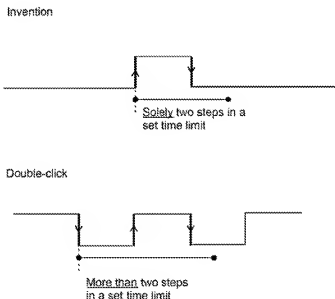 Invention
Solely two steps in a
set time limit
Double-click
More than two steps
in a set time limit